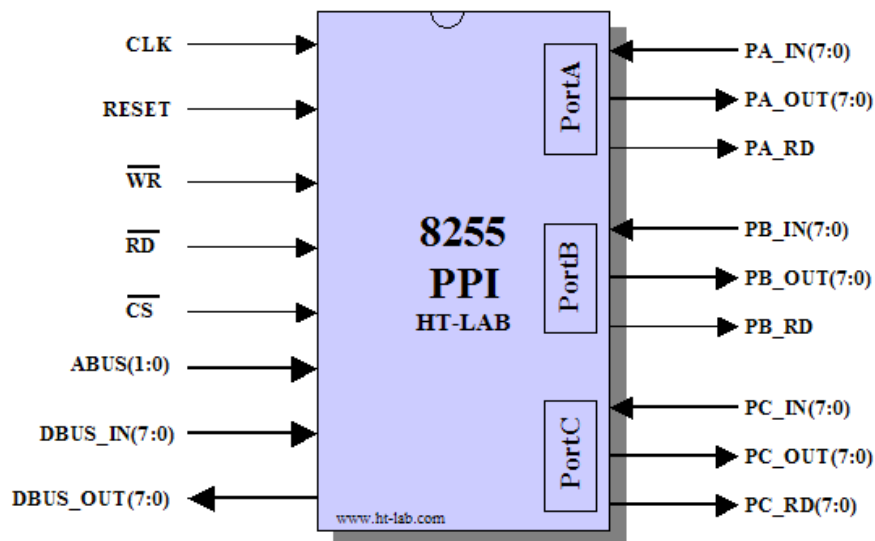 CLK
RESET
WR
RD
CS
ABUS(1:0)
DBUS_IN(7:0)
DBUS_OUT(7:0)
8255
PPI
HT-LAB
www.ht-lab.com
PortA
PA_IN(7:0)
PA_OUT(7:0)
PA_RD
PortB
PB_IN(7:0)
PB_OUT(7:0)
PB_RD
PortC
PC_IN(7:0)
PC_OUT(7:0)
PC_RD(7:0)